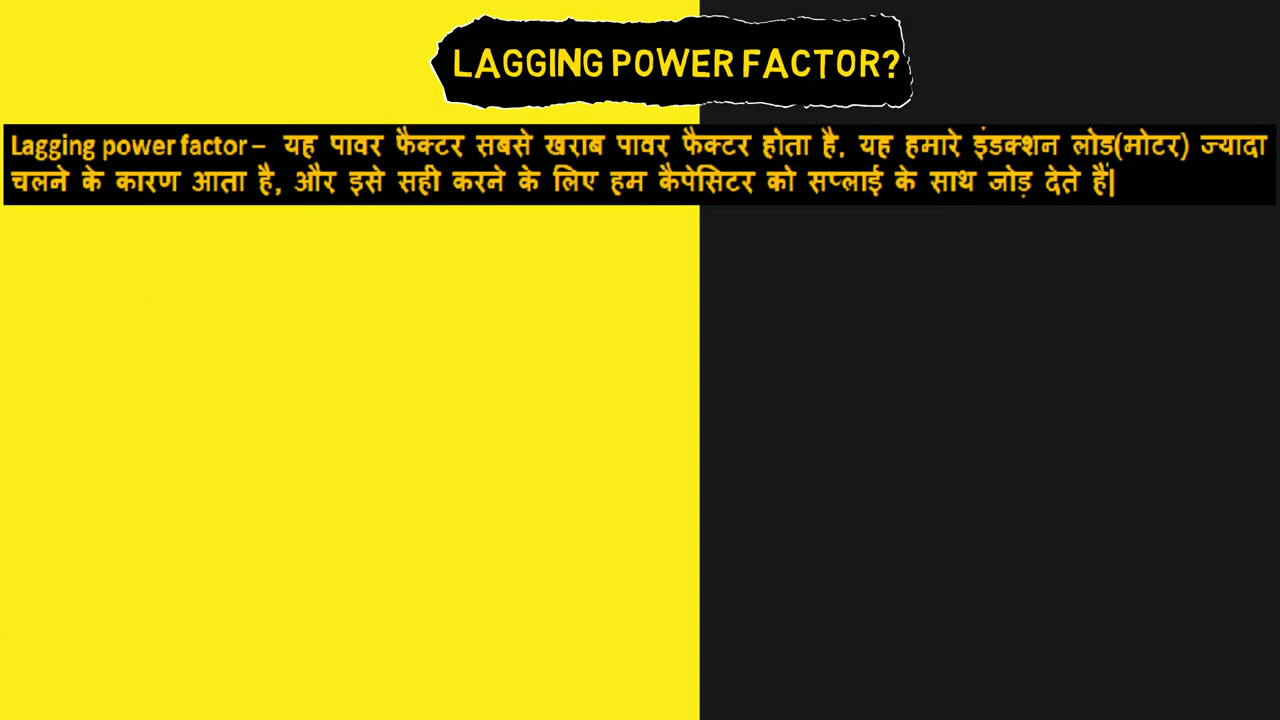 LAGGING POWER FACTOR?
Lagging power factor – यह पावर फैक्टर सबसे खराब पावर फैक्टर होता है, यह हमारे इंडक्शन लोड(मोटर) ज्यादा
चलने के कारण आता है, और इसे सही करने के लिए हम कैपेसिटर को सप्लाई के साथ जोड़ देते हैं|